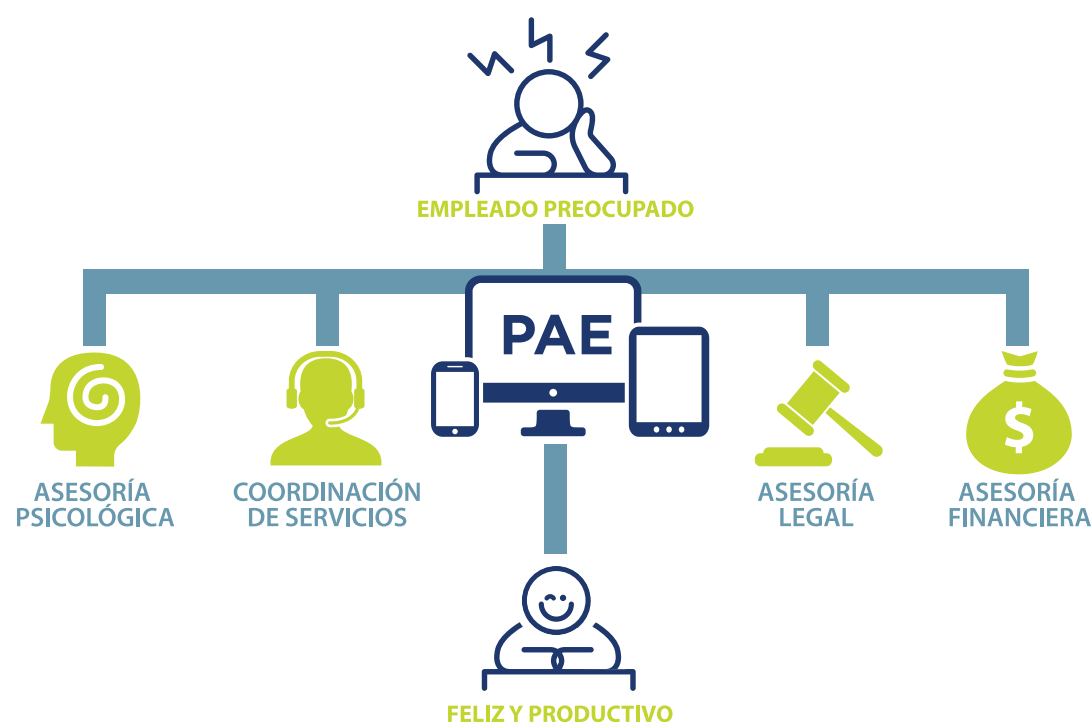 EMPLEADO PREOCUPADO
PAE
ASESORÍA
PSICOLÓGICA
COORDINACIÓN
DE SERVICIOS
ASESORÍA
LEGAL
$
ASESORÍA
FINANCIERA
FELIZ Y PRODUCTIVO